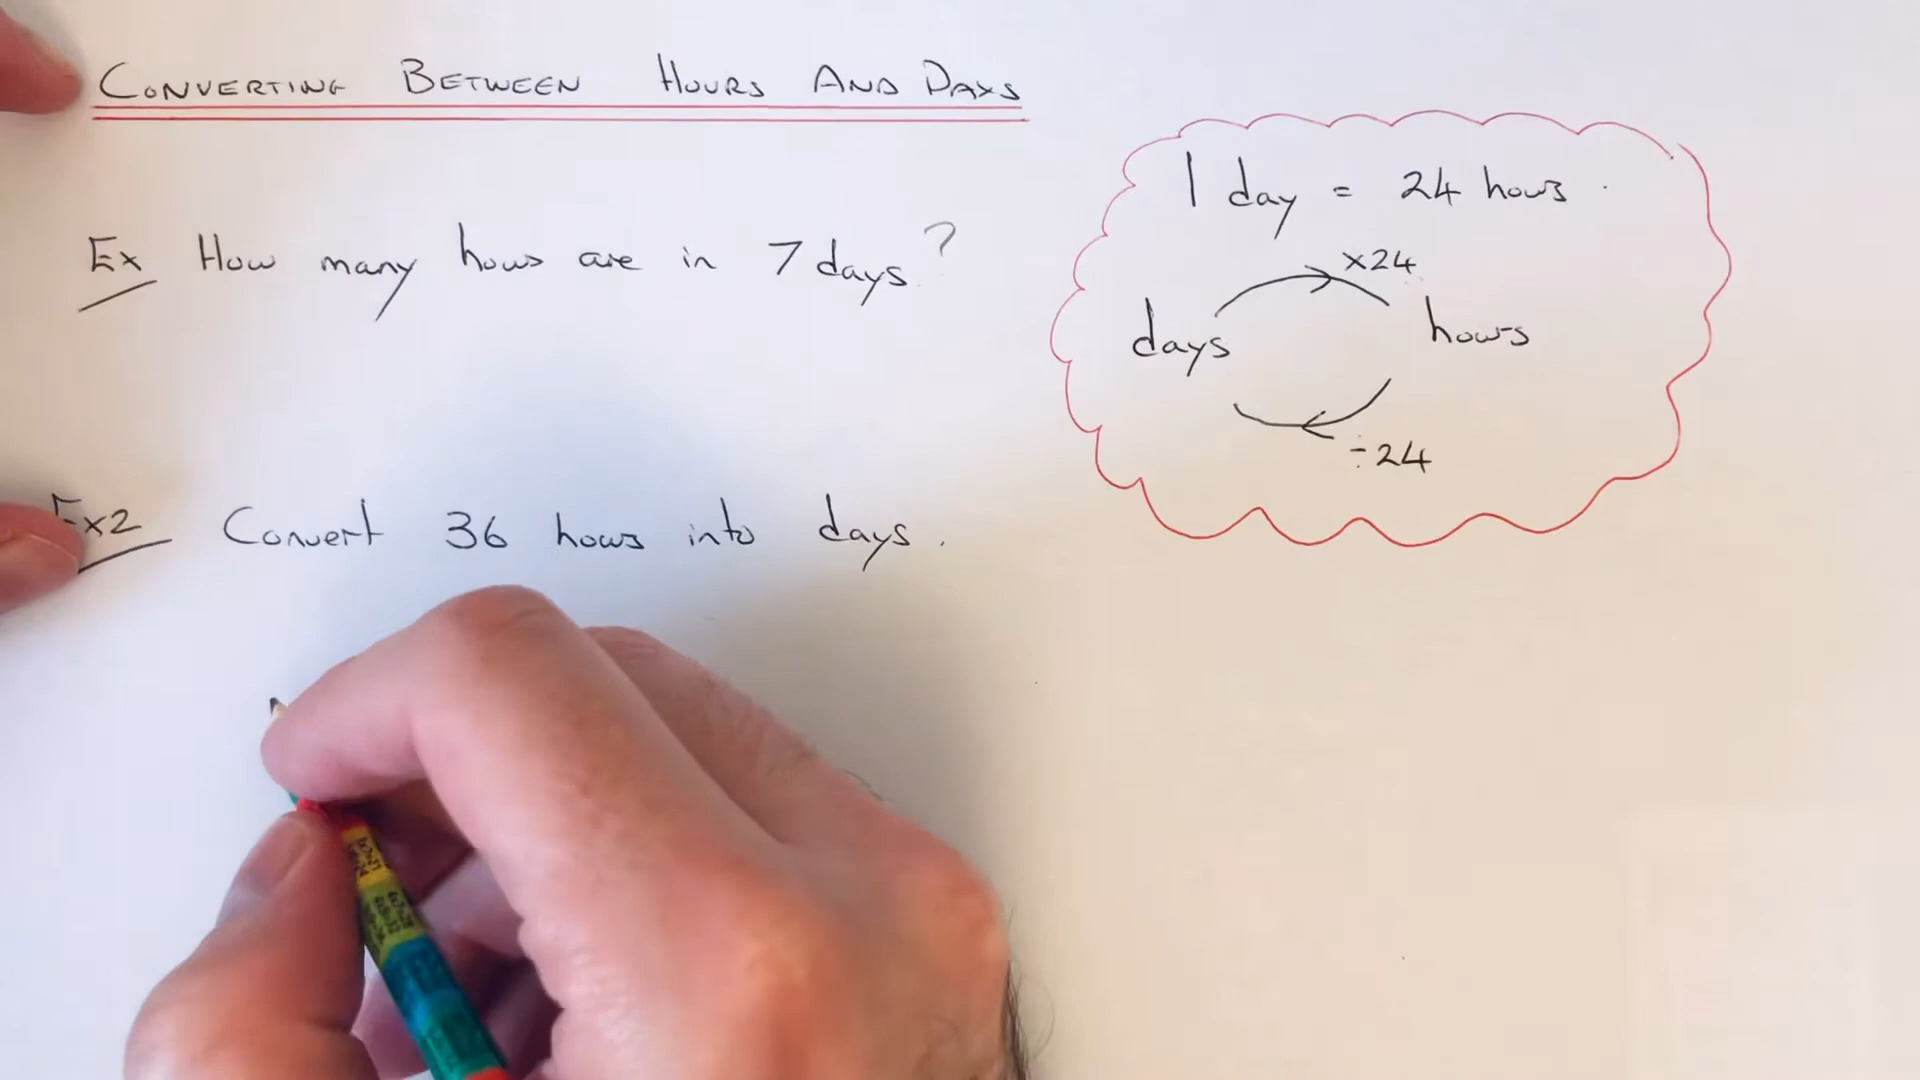 CONVERTING BETWEEN HOURS AND DAYS
Ex How many hours are in 7 days?
Ex2 Convert 36 hours into days.
1 day = 24 hours.
×24
days hours
÷24